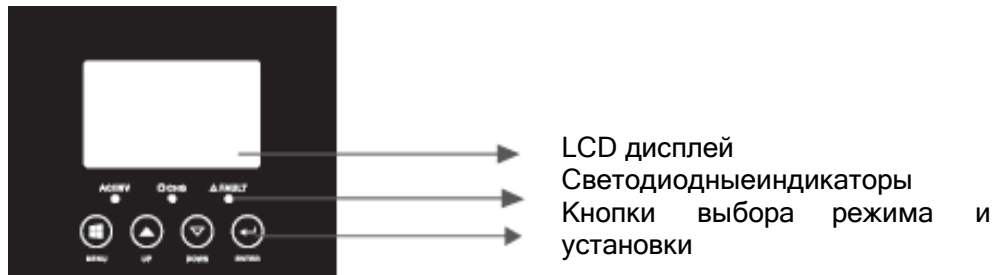 AC/INV CHG FAULT
MENU UP DOWN ENTER
LCD дисплей
Светодиодныеиндикаторы
Кнопки выбора режима и
установки